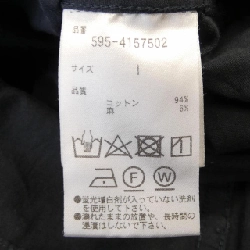 品番
595-4157502
サイズ I
品質
コットン 94%
麻 6%
F W
●蛍光増白剤が入っていない洗剤
を使用して下さい。
●濡れたままの放置や、長時間の
浸漬はしないで下さい。